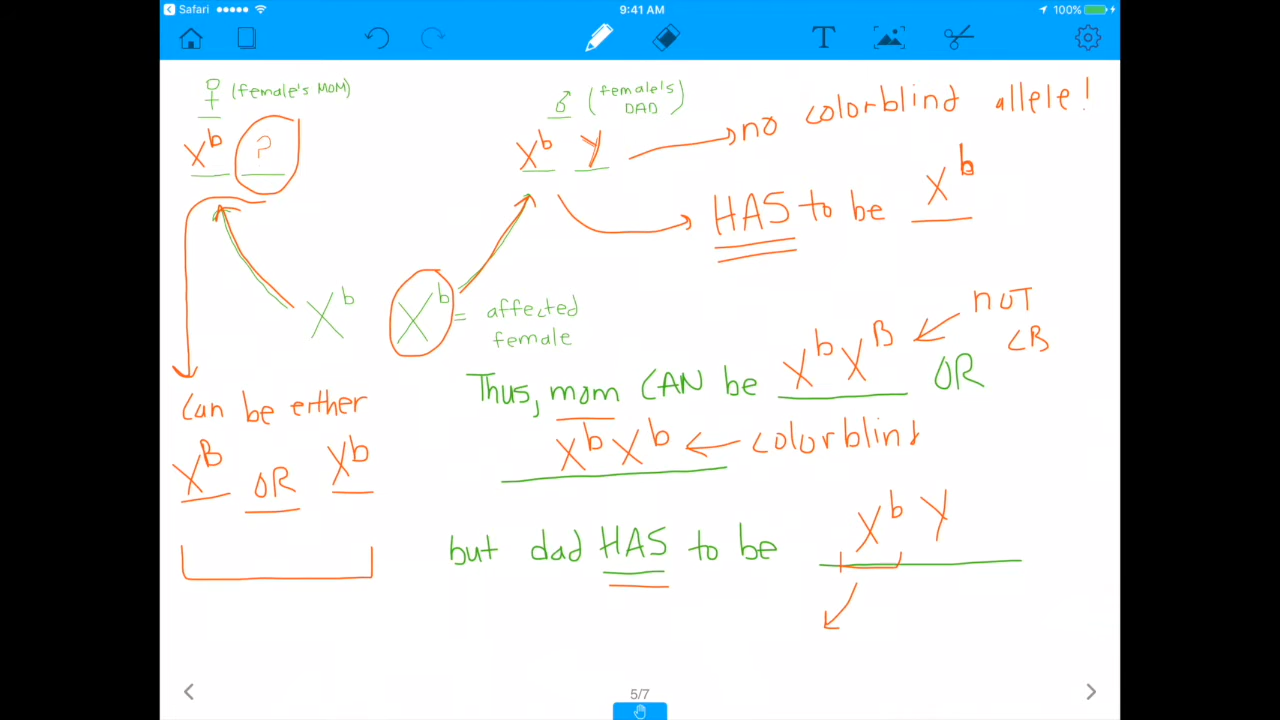 Safari
9:41 AM
100%
T
♀ (female's MOM)
♂ (female's DAD)
X^b ?
X^b Y
no colorblind allele!
HAS to be X^b
X^b X^b = affected female
can be either
X^B OR X^b
Thus, mom CAN be X^b X^B OR
NOT CB
X^b X^b ← colorblind
but dad HAS to be X^b Y
5/7